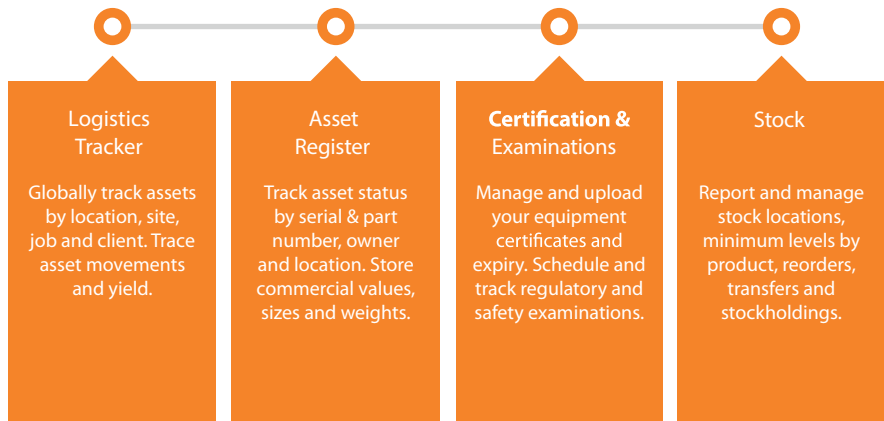 Logistics
Tracker
Globally track assets
by location, site,
job and client. Trace
asset movements
and yield.
Asset
Register
Track asset status
by serial & part
number, owner
and location. Store
commercial values,
sizes and weights.
Certification &
Examinations
Manage and upload
your equipment
certificates and
expiry. Schedule and
track regulatory and
safety examinations.
Stock
Report and manage
stock locations,
minimum levels by
product, reorders,
transfers and
stockholdings.